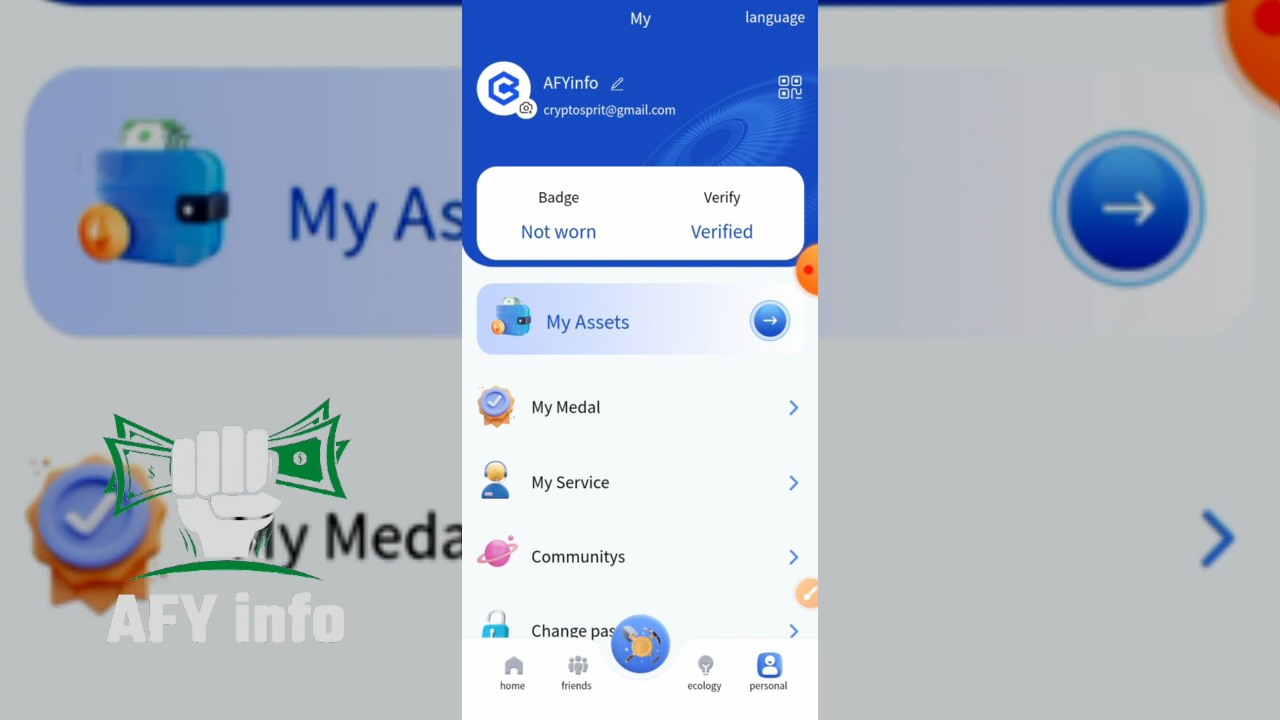 My
language
AFYinfo
cryptosprit@gmail.com
Badge
Verify
Not worn
Verified
My As
My Assets
My Medal
My Service
My Meda
Communitys
Change pas
AFY info
home
friends
ecology
personal